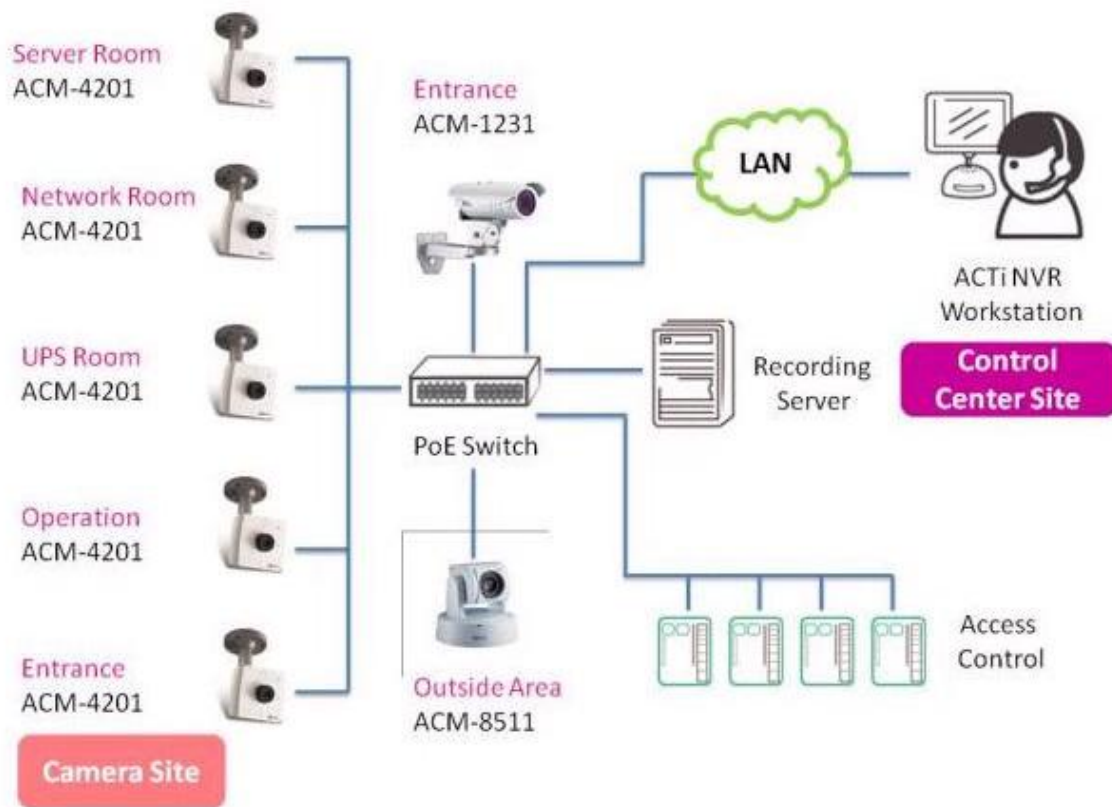 Server Room
ACM-4201
Network Room
ACM-4201
UPS Room
ACM-4201
Operation
ACM-4201
Entrance
ACM-4201
Camera Site
Entrance
ACM-1231
PoE Switch
Outside Area
ACM-8511
LAN
Recording
Server
ACTi NVR
Workstation
Control
Center Site
Access
Control